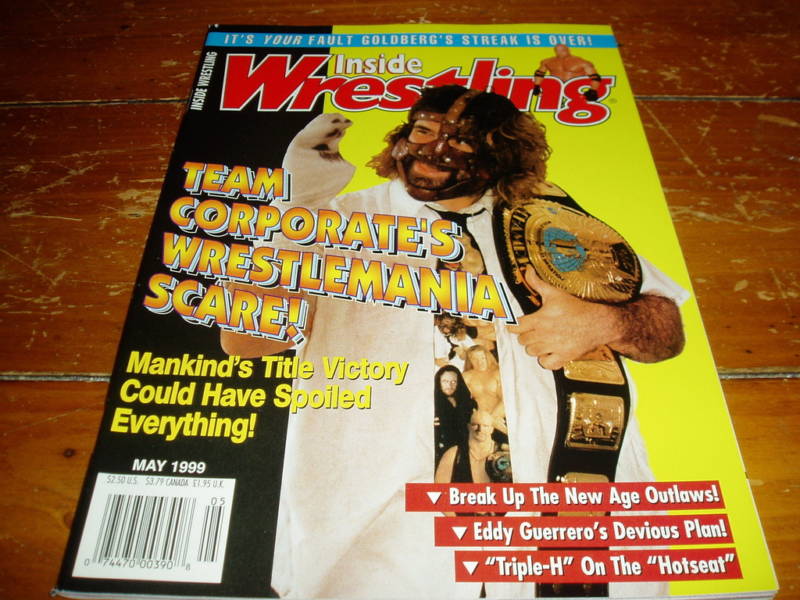 IT'S YOUR FAULT GOLDBERG'S STREAK IS OVER!
INSIDE WRESTLING
Inside
Wrestling
TEAM
CORPORATE'S
WRESTLEMANIA
SCARE!
Mankind's Title Victory
Could Have Spoiled
Everything!
MAY 1999
$2.50 U.S. $3.79 CANADA £1.95 U.K.
05
0 74470 00390 8
▼ Break Up The New Age Outlaws!
▼ Eddy Guerrero's Devious Plan!
▼ "Triple-H" On The "Hotseat"